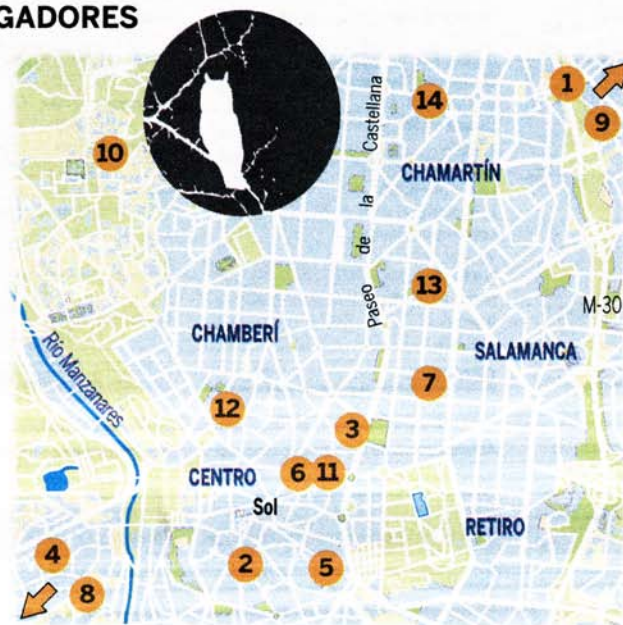 GADORES
1
9
14
10
CHAMARTÍN
Paseo de la Castellana
13
M-30
CHAMBERÍ
SALAMANCA
Río Manzanares
7
12
3
6
11
CENTRO
Sol
RETIRO
4
2
5
8